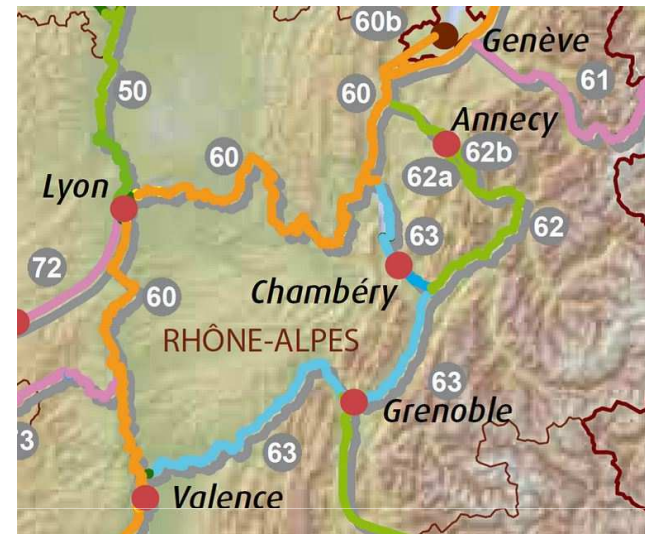 60b
Genève
50
60
61
Annecy
60
62b
62a
Lyon
62
63
72
Chambéry
60
RHÔNE-ALPES
63
Grenoble
3
63
Valence